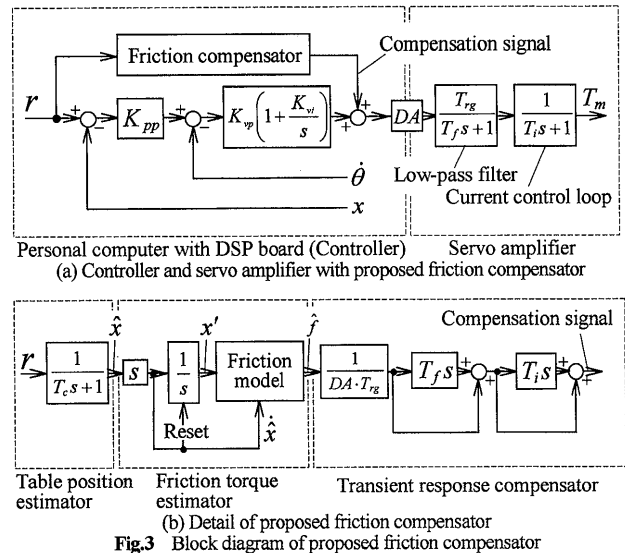 Friction compensator
Compensation signal
r
+
−
K_pp
+
−
K_vp(1+K_vi/s)
+
+
DA
T_rg/(T_f s+1)
1/(T_i s+1)
T_m
Low-pass filter
Current control loop
θ̇
x
Personal computer with DSP board (Controller)
Servo amplifier
(a) Controller and servo amplifier with proposed friction compensator
r
1/(T_c s+1)
x̂
s
1/s
x′
Friction model
f̂
1/(DA·T_rg)
T_f s
+
+
T_i s
+
+
Compensation signal
Reset
x̂̇
Table position estimator
Friction torque estimator
Transient response compensator
(b) Detail of proposed friction compensator
Fig.3 Block diagram of proposed friction compensator